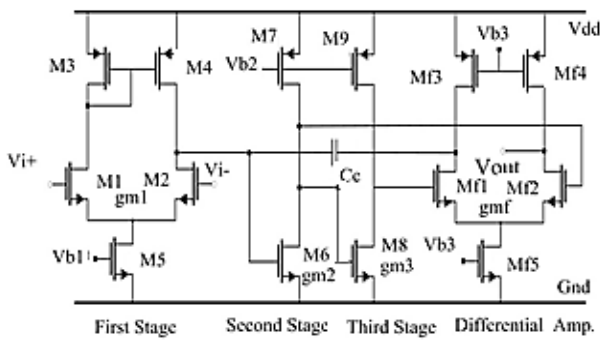 M7 M9 Vb3 Vdd
M3 M4 Vb2 Mf3 Mf4
Vi+ Vi- Cc Vout
M1 M2 Mf1 Mf2
gm1 gmf
Vb1 M5 M6 M8 Vb3 Mf5
gm2 gm3
Gnd
First Stage Second Stage Third Stage Differential Amp.